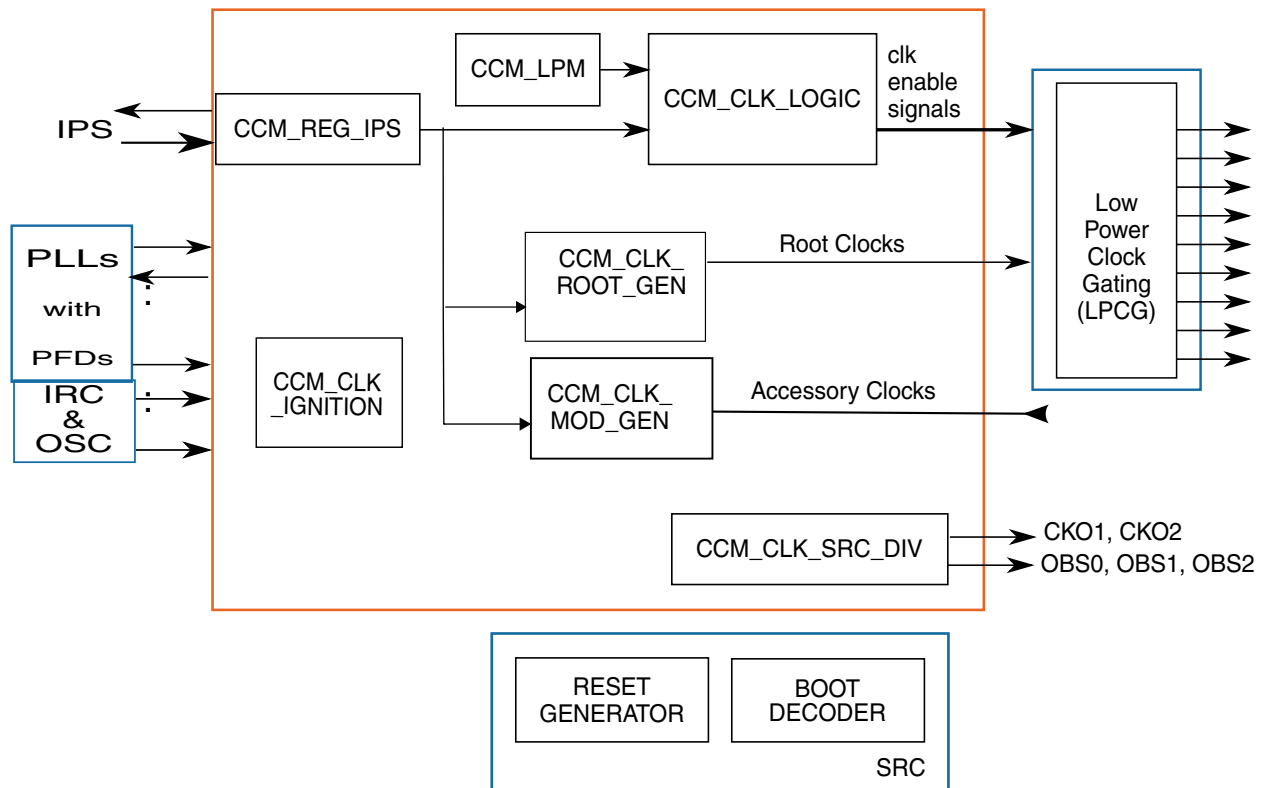 CCM_LPM
CCM_CLK_LOGIC
clk
enable
signals
IPS
CCM_REG_IPS
PLLs
with
PFDs
IRC
&
OSC
:
:
CCM_CLK_
ROOT_GEN
Root Clocks
Low
Power
Clock
Gating
(LPCG)
CCM_CLK
_IGNITION
CCM_CLK_
MOD_GEN
Accessory Clocks
CCM_CLK_SRC_DIV
CKO1, CKO2
OBS0, OBS1, OBS2
RESET
GENERATOR
BOOT
DECODER
SRC